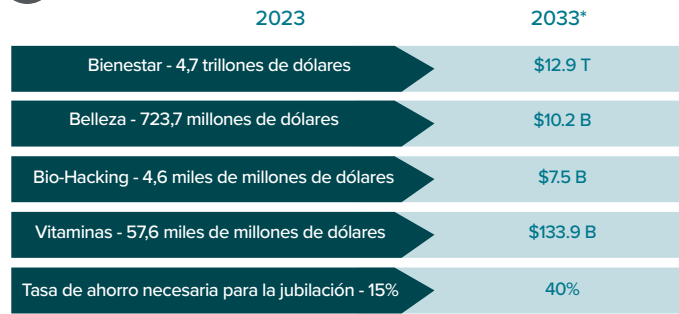 2023 2033*
Bienestar - 4,7 trillones de dólares $12.9 T
Belleza - 723,7 millones de dólares $10.2 B
Bio-Hacking - 4,6 miles de millones de dólares $7.5 B
Vitaminas - 57,6 miles de millones de dólares $133.9 B
Tasa de ahorro necesaria para la jubilación - 15% 40%